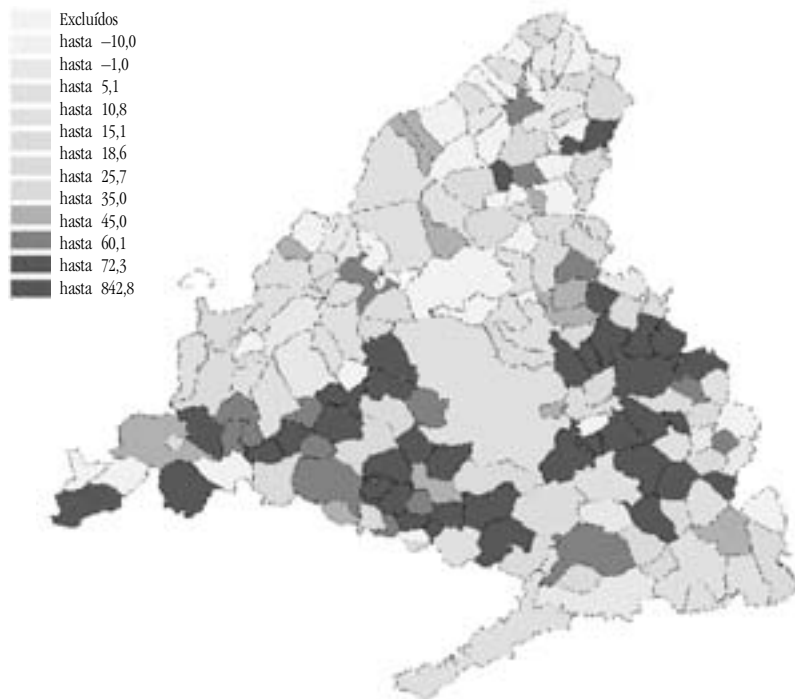 Excluídos
hasta –10,0
hasta –1,0
hasta 5,1
hasta 10,8
hasta 15,1
hasta 18,6
hasta 25,7
hasta 35,0
hasta 45,0
hasta 60,1
hasta 72,3
hasta 842,8